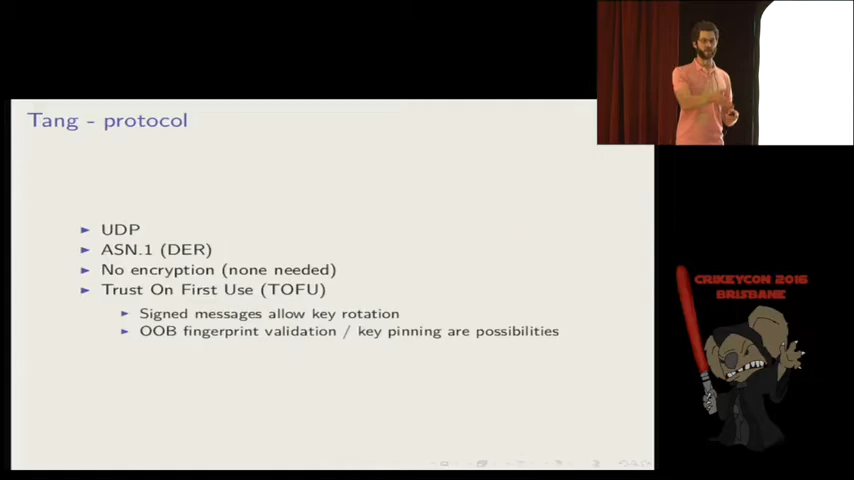 Tang - protocol
UDP
ASN.1 (DER)
No encryption (none needed)
Trust On First Use (TOFU)
Signed messages allow key rotation
OOB fingerprint validation / key pinning are possibilities
CRIKEYCON 2016
BRISBANE